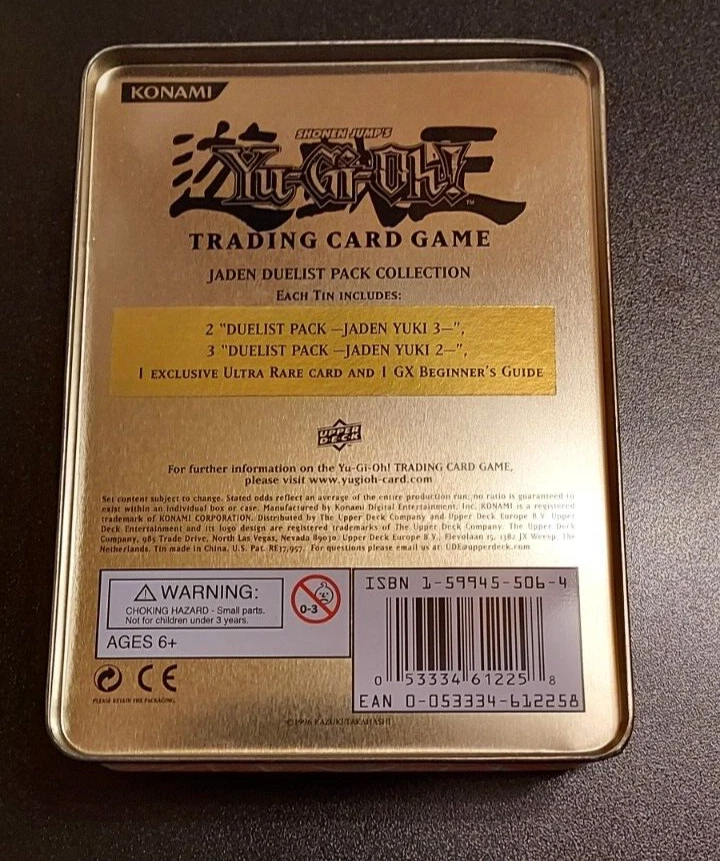 KONAMI
SHONEN JUMP'S
遊☆戯☆王
Yu-Gi-Oh!
™
TRADING CARD GAME
JADEN DUELIST PACK COLLECTION
EACH TIN INCLUDES:
2 "DUELIST PACK —JADEN YUKI 3—",
3 "DUELIST PACK —JADEN YUKI 2—",
1 EXCLUSIVE ULTRA RARE CARD AND 1 GX BEGINNER'S GUIDE
UPPER DECK
For further information on the Yu-Gi-Oh! TRADING CARD GAME,
please visit www.yugioh-card.com
Set content subject to change. Stated odds reflect an average of the entire production run; no ratio is guaranteed to
exist within an individual box or case. Manufactured by Konami Digital Entertainment, Inc. KONAMI is a registered
trademark of KONAMI CORPORATION. Distributed by The Upper Deck Company and Upper Deck Europe B.V. Upper
Deck Entertainment and its logo design are registered trademarks of The Upper Deck Company. The Upper Deck
Company, 985 Trade Drive, North Las Vegas, Nevada 89030. Upper Deck Europe B.V., Flevolaan 15, 1382 JX Weesp, The
Netherlands. Tin made in China. U.S. Pat. RE37,957. For questions please email us at: UDE@upperdeck.com
⚠ WARNING:
CHOKING HAZARD - Small parts.
Not for children under 3 years.
0-3
AGES 6+
CE
PLEASE RETAIN THE PACKAGING.
ISBN 1-59945-506-4
0 53334 61225 8
EAN 0-053334-612258
©1996 KAZUKI TAKAHASHI